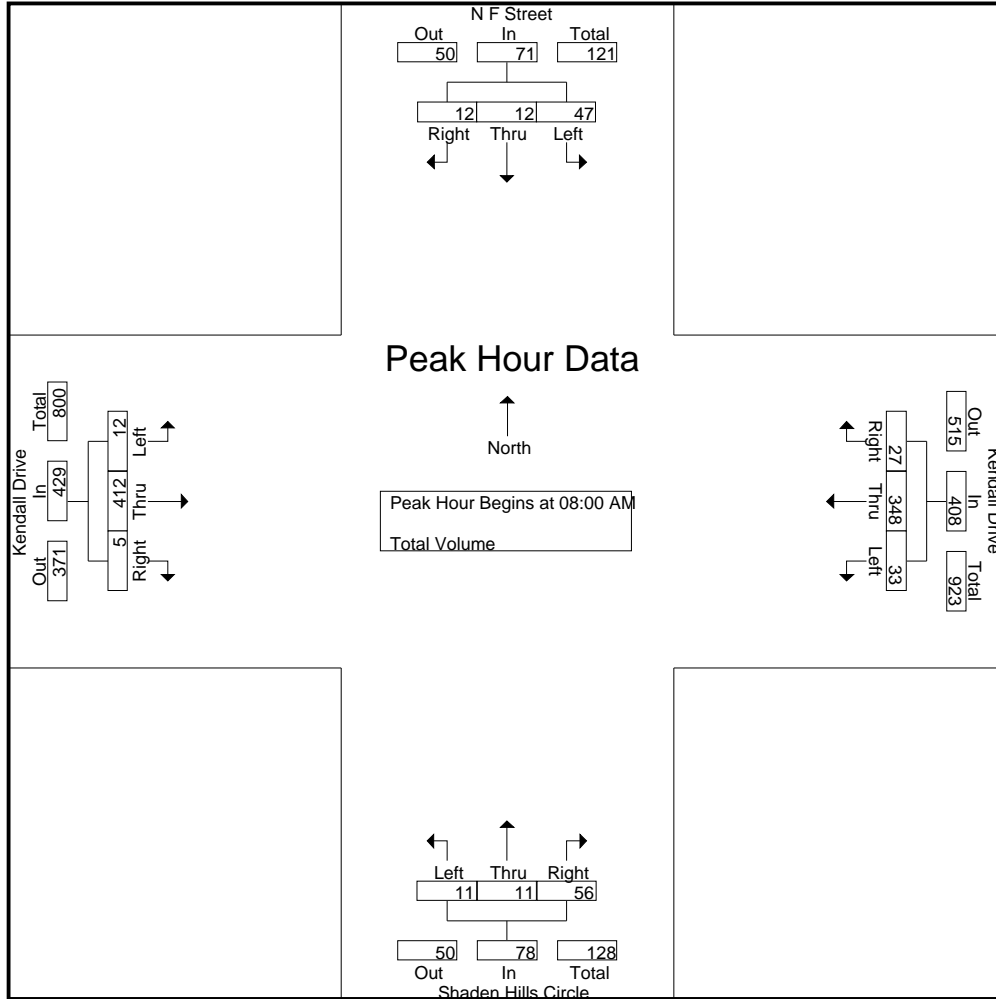 N F Street
Out In Total
50 71 121
12 12 47
Right Thru Left
Peak Hour Data
North
Peak Hour Begins at 08:00 AM
Total Volume
Kendall Drive
Out In Total
371 429 800
Right Thru Left
5 412 12
Kendall Drive
Out In Total
515 408 923
Right Thru Left
27 348 33
Left Thru Right
11 11 56
50 78 128
Out In Total
Shaden Hills Circle